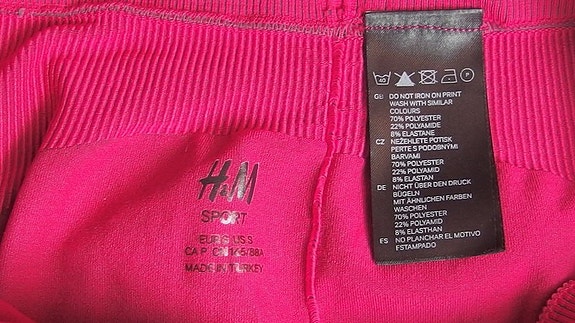 H&M
SPORT
EUR S US S
CA P
MADE IN TURKEY
40
P
GB DO NOT IRON ON PRINT
WASH WITH SIMILAR
COLOURS
70% POLYESTER
22% POLYAMIDE
8% ELASTANE
CZ NEŽEHLETE POTISK
PERTE S PODOBNÝMI
BARVAMI
70% POLYESTER
22% POLYAMID
8% ELASTAN
DE NICHT ÜBER DEN DRUCK
BÜGELN
MIT ÄHNLICHEN FARBEN
WASCHEN
70% POLYESTER
22% POLYAMID
8% ELASTHAN
ES NO PLANCHAR EL MOTIVO
ESTAMPADO